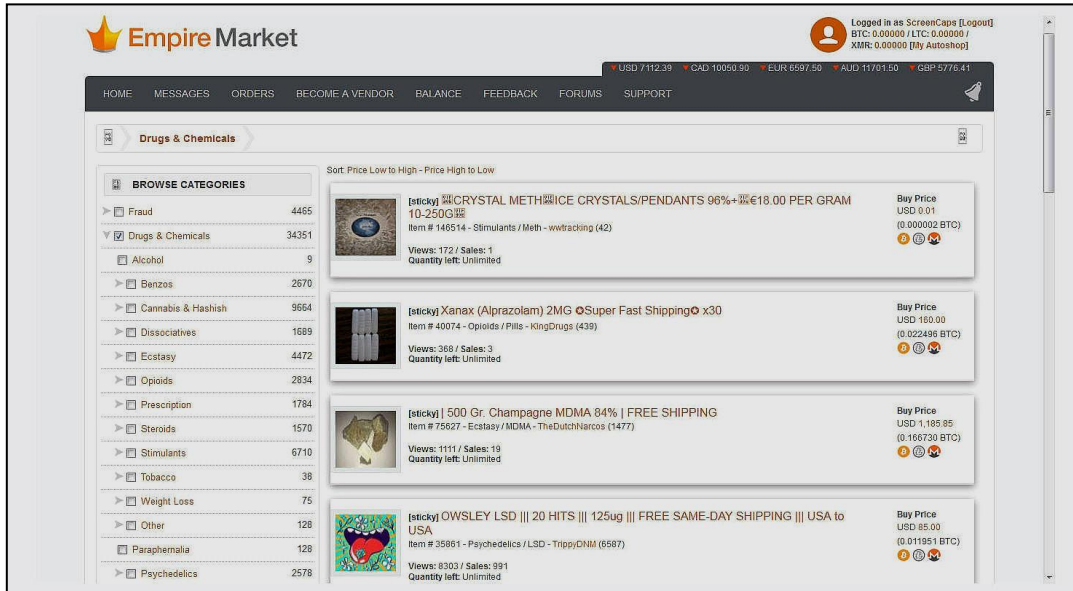 Empire Market
Logged in as ScreenCaps [Logout]
BTC: 0.00000 / LTC: 0.00000 /
XMR: 0.00000 [My Autoshop]
USD 7112.39 CAD 10050.90 EUR 6597.50 AUD 11701.50 GBP 5776.41
HOME MESSAGES ORDERS BECOME A VENDOR BALANCE FEEDBACK FORUMS SUPPORT
Drugs & Chemicals
BROWSE CATEGORIES
Fraud 4465
Drugs & Chemicals 34351
Alcohol 9
Benzos 2670
Cannabis & Hashish 9664
Dissociatives 1689
Ecstasy 4472
Opioids 2834
Prescription 1784
Steroids 1570
Stimulants 6710
Tobacco 38
Weight Loss 75
Other 128
Paraphernalia 128
Psychedelics 2578
Sort: Price Low to High - Price High to Low
[sticky] CRYSTAL METH ICE CRYSTALS/PENDANTS 96%+ €18.00 PER GRAM
10-250G
Item # 146514 - Stimulants / Meth - wwtracking (42)
Views: 172 / Sales: 1
Quantity left: Unlimited
Buy Price
USD 0.01
(0.000002 BTC)
[sticky] Xanax (Alprazolam) 2MG ✪Super Fast Shipping✪ x30
Item # 40074 - Opioids / Pills - KingDrugs (439)
Views: 368 / Sales: 3
Quantity left: Unlimited
Buy Price
USD 160.00
(0.022496 BTC)
[sticky] | 500 Gr. Champagne MDMA 84% | FREE SHIPPING
Item # 75627 - Ecstasy / MDMA - TheDutchNarcos (1477)
Views: 1111 / Sales: 19
Quantity left: Unlimited
Buy Price
USD 1,185.85
(0.166730 BTC)
[sticky] OWSLEY LSD ||| 20 HITS ||| 125ug ||| FREE SAME-DAY SHIPPING ||| USA to
USA
Item # 35861 - Psychedelics / LSD - TrippyDNM (6587)
Views: 8303 / Sales: 991
Quantity left: Unlimited
Buy Price
USD 85.00
(0.011951 BTC)